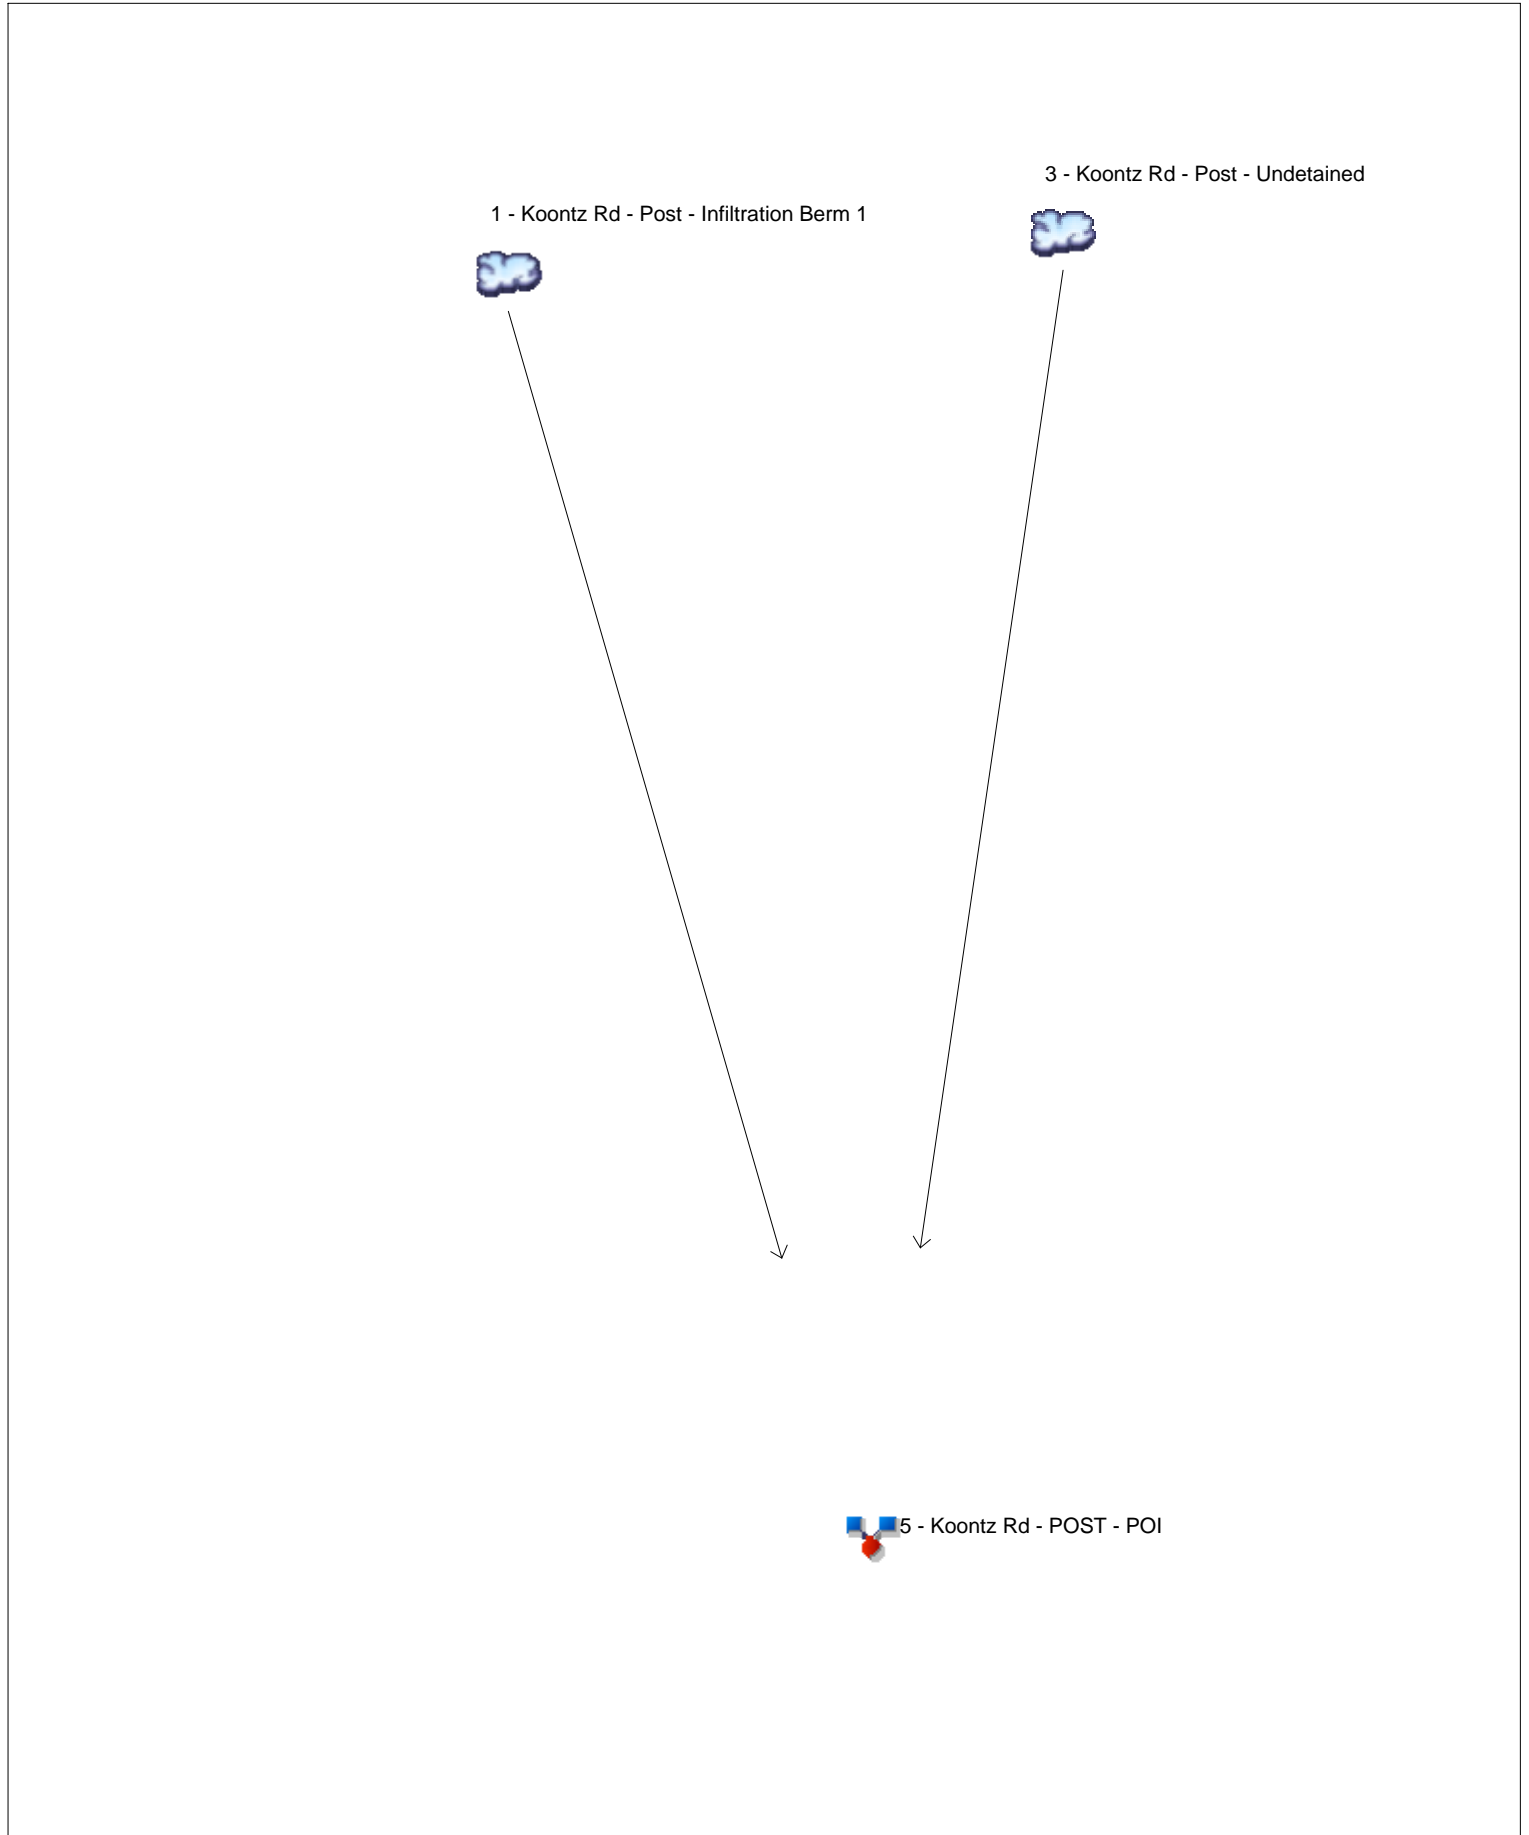 3 - Koontz Rd - Post - Undetained
1 - Koontz Rd - Post - Infiltration Berm 1
5 - Koontz Rd - POST - POI